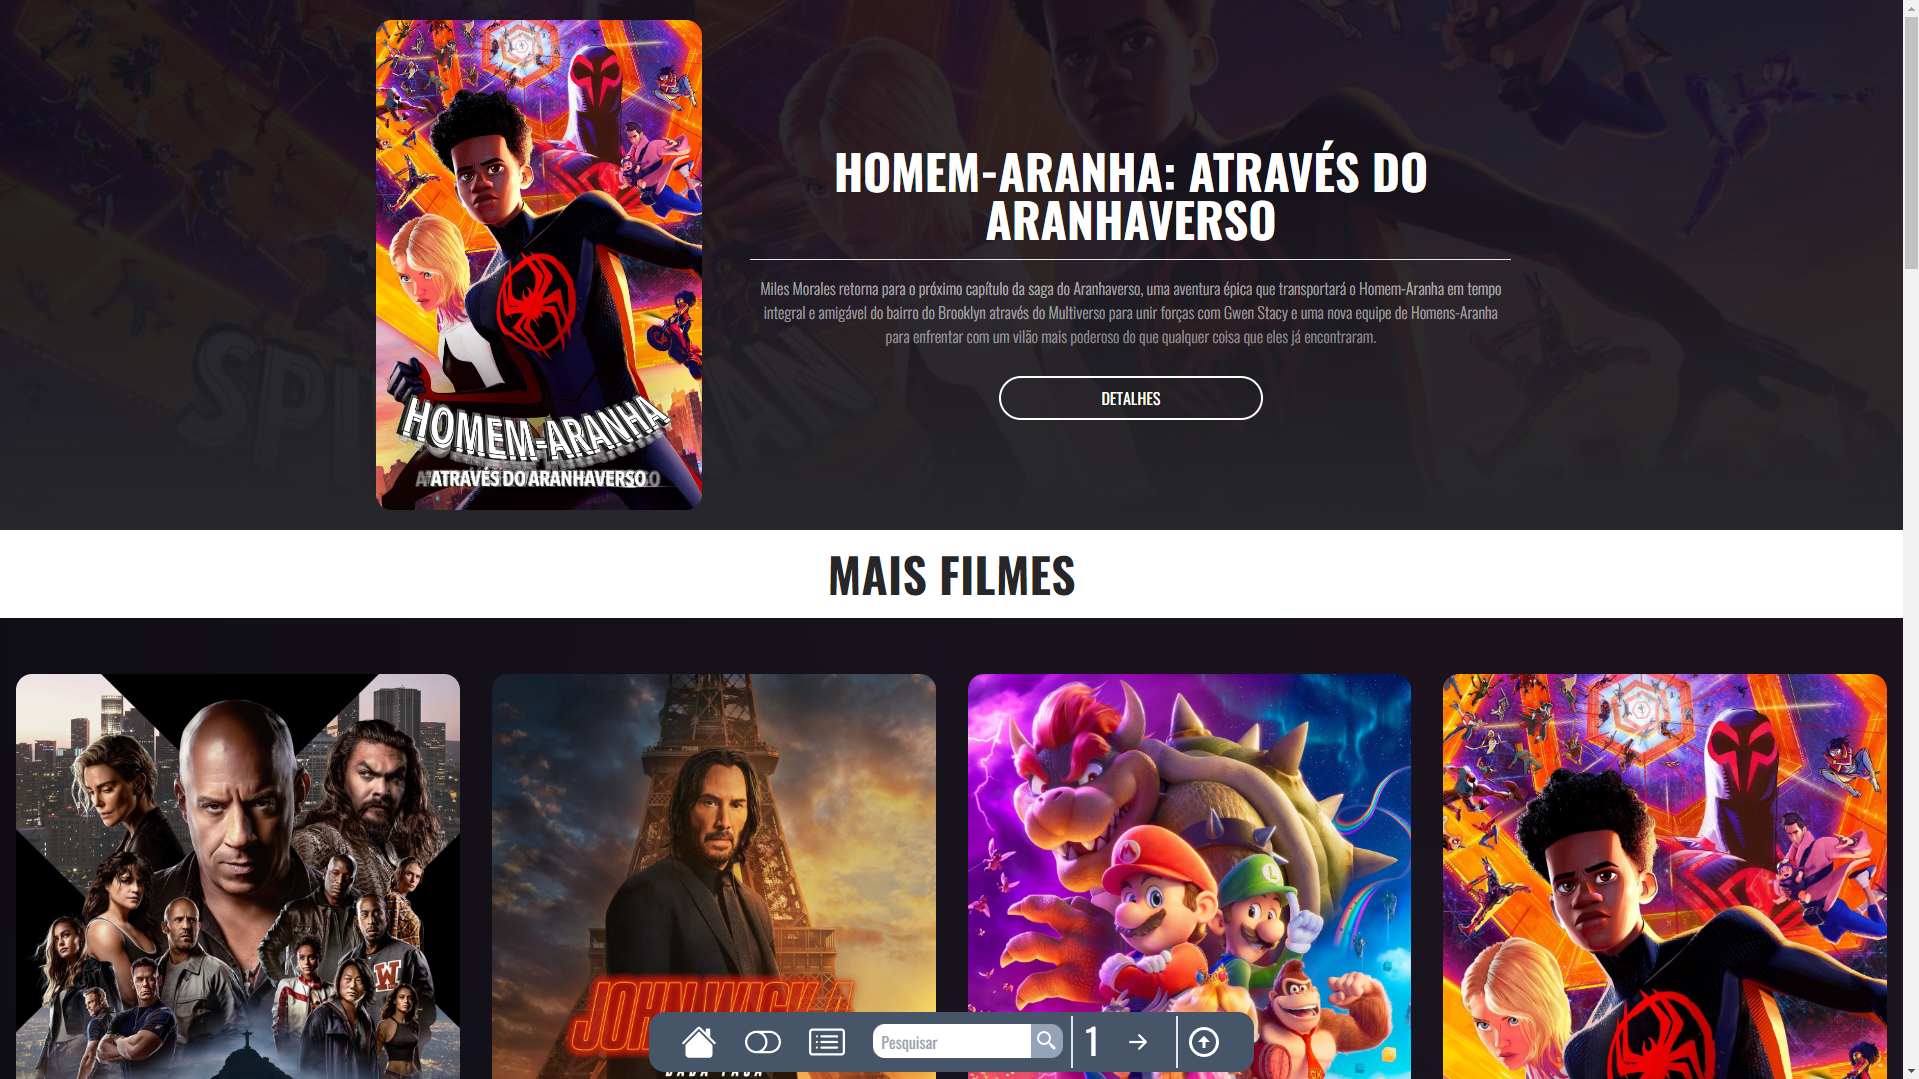 HOMEM-ARANHA
ATRAVÉS DO ARANHAVERSO
HOMEM-ARANHA: ATRAVÉS DO
ARANHAVERSO
Miles Morales retorna para o próximo capítulo da saga do Aranhaverso, uma aventura épica que transportará o Homem-Aranha em tempo
integral e amigável do bairro do Brooklyn através do Multiverso para unir forças com Gwen Stacy e uma nova equipe de Homens-Aranha
para enfrentar com um vilão mais poderoso do que qualquer coisa que eles já encontraram.
DETALHES
MAIS FILMES
W
M
L
JOHN WICK 4
Pesquisar
1